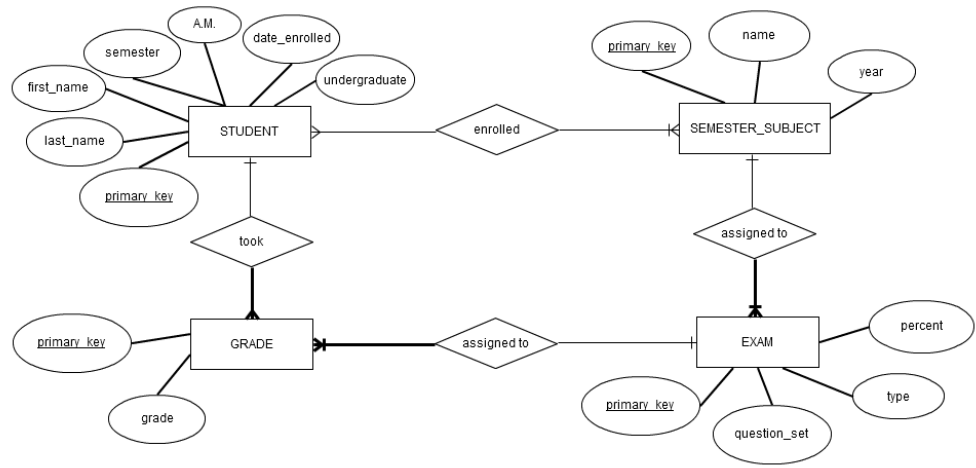 A.M.
semester
date_enrolled
undergraduate
first_name
last_name
primary_key
STUDENT
enrolled
primary_key
name
year
SEMESTER_SUBJECT
took
assigned to
primary_key
grade
GRADE
assigned to
EXAM
percent
type
question_set
primary_key